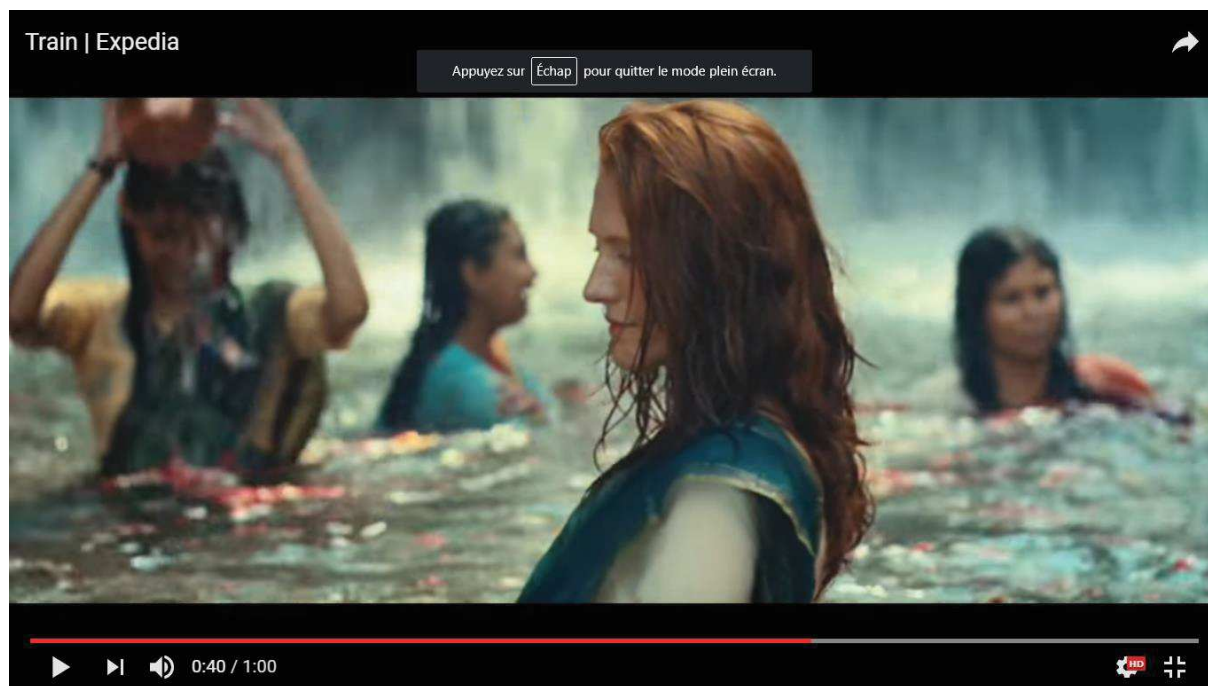 Train | Expedia
Appuyez sur Échap pour quitter le mode plein écran.
0:40 / 1:00
HD